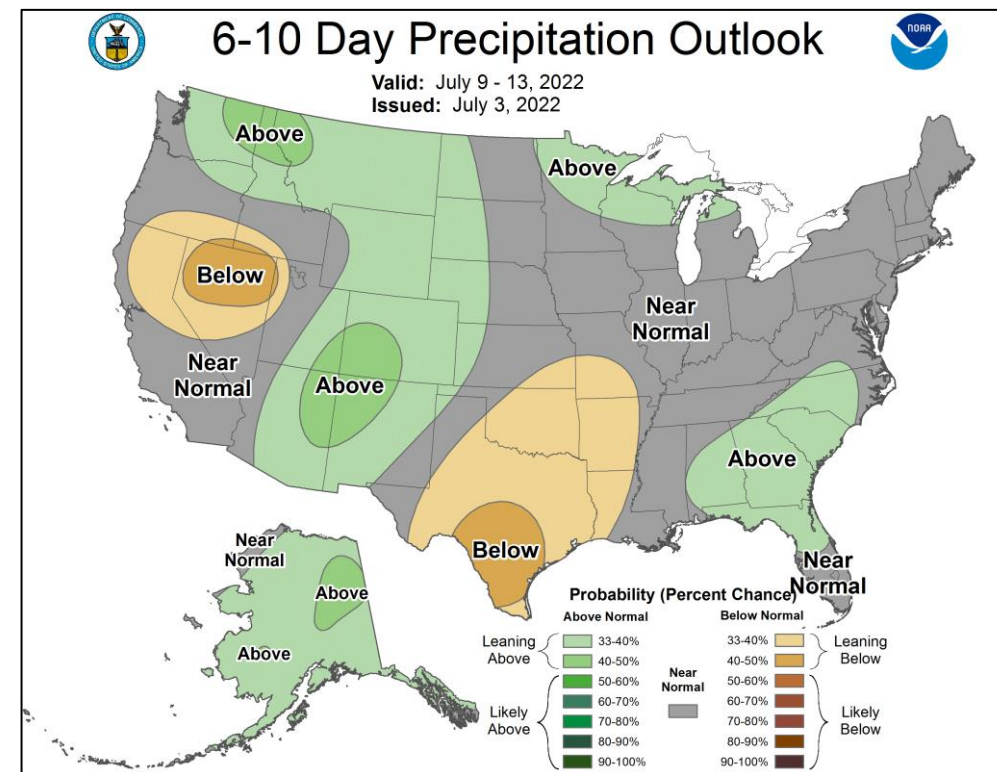 6-10 Day Precipitation Outlook
NOAA
Valid: July 9 - 13, 2022
Issued: July 3, 2022
Above
Above
Below
Near
Normal
Near
Normal
Above
Above
Below
Near
Normal
Near
Normal
Above
Above
Probability (Percent Chance)
Above Normal
Below Normal
Leaning
Above
33-40%
40-50%
Likely
Above
50-60%
60-70%
70-80%
80-90%
90-100%
Near
Normal
33-40%
40-50%
Leaning
Below
50-60%
60-70%
70-80%
80-90%
90-100%
Likely
Below